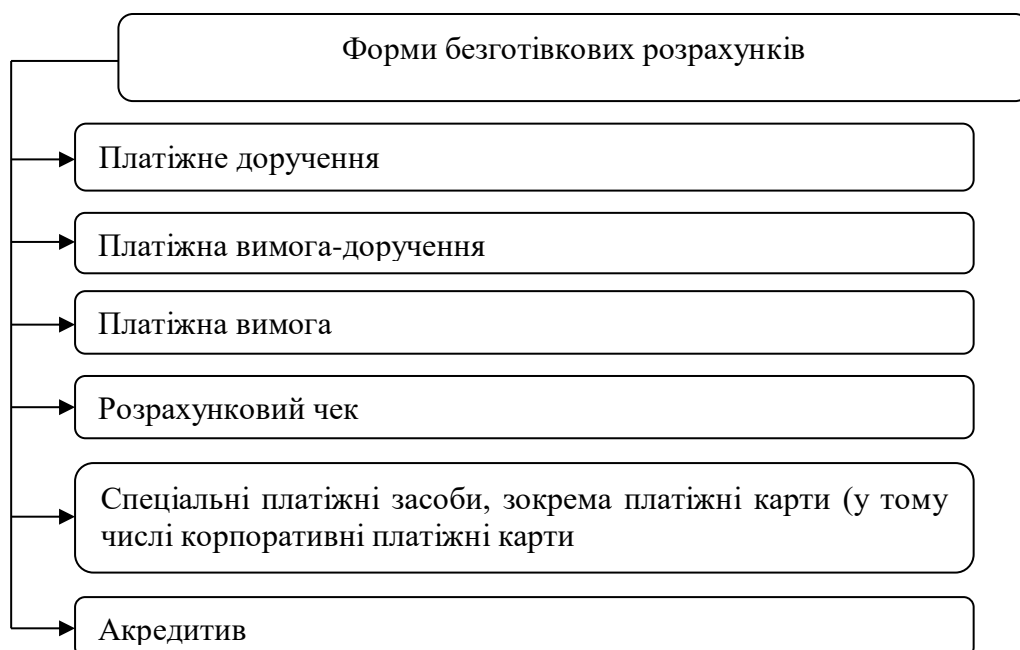 Форми безготівкових розрахунків
Платіжне доручення
Платіжна вимога-доручення
Платіжна вимога
Розрахунковий чек
Спеціальні платіжні засоби, зокрема платіжні карти (у тому
числі корпоративні платіжні карти
Акредитив